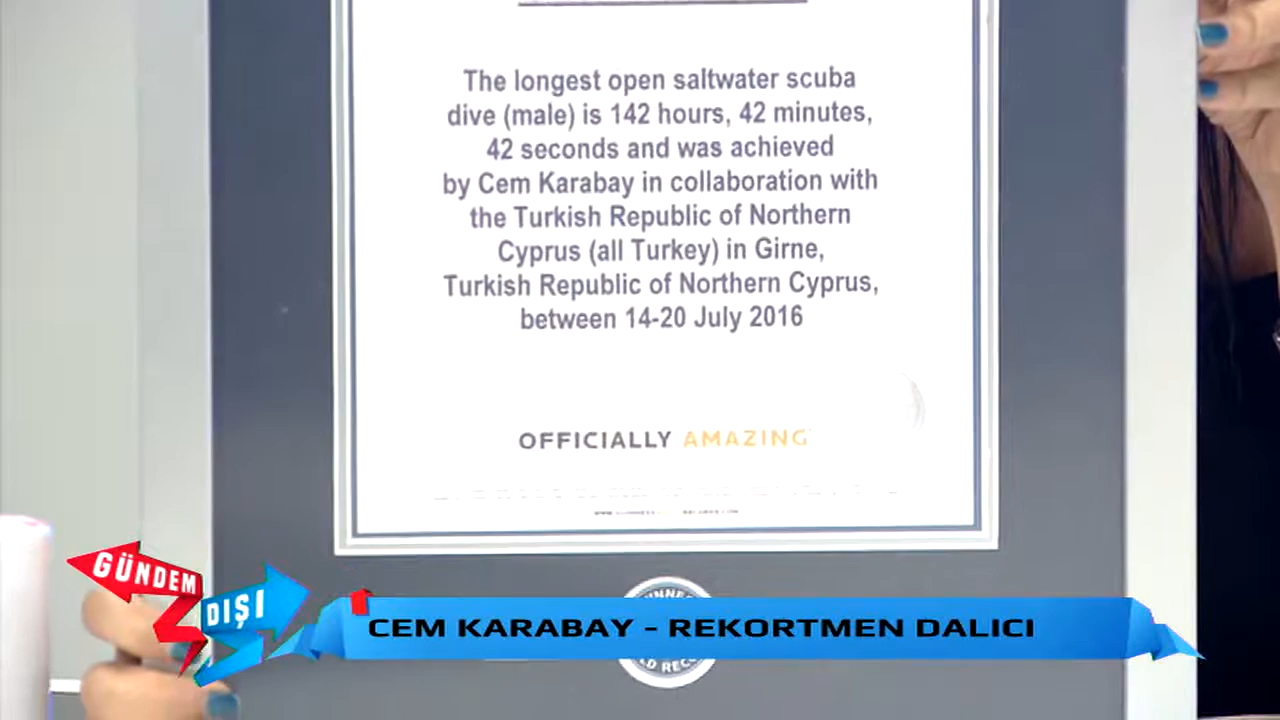 The longest open saltwater scuba
dive (male) is 142 hours, 42 minutes,
42 seconds and was achieved
by Cem Karabay in collaboration with
the Turkish Republic of Northern
Cyprus (all Turkey) in Girne,
Turkish Republic of Northern Cyprus,
between 14-20 July 2016
OFFICIALLY AMAZING
GÜNDEM
DIŞI
CEM KARABAY - REKORTMEN DALICI